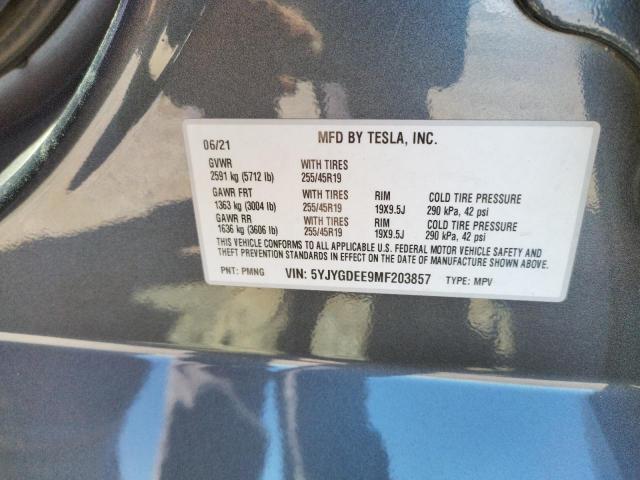 06/21 MFD BY TESLA, INC.
GVWR WITH TIRES
2591 kg (5712 lb) 255/45R19
GAWR FRT WITH TIRES RIM COLD TIRE PRESSURE
1363 kg (3004 lb) 255/45R19 19X9.5J 290 kPa, 42 psi
GAWR RR WITH TIRES RIM COLD TIRE PRESSURE
1636 kg (3606 lb) 255/45R19 19X9.5J 290 kPa, 42 psi
THIS VEHICLE CONFORMS TO ALL APPLICABLE U.S. FEDERAL MOTOR VEHICLE SAFETY AND
THEFT PREVENTION STANDARDS IN EFFECT ON THE DATE OF MANUFACTURE SHOWN ABOVE.
PNT: PMNG VIN: 5YJYGDEE9MF203857 TYPE: MPV